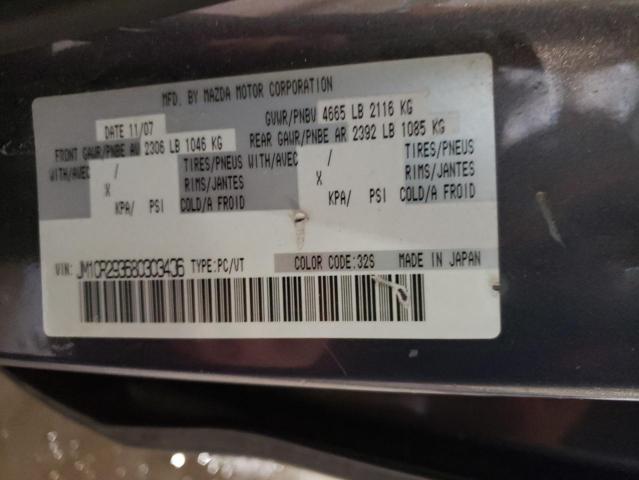 MFD. BY MAZDA MOTOR CORPORATION
DATE 11/07 GVWR/PNBV 4665 LB 2116 KG
FRONT GAWR/PNBE AV 2306 LB 1046 KG REAR GAWR/PNBE AR 2392 LB 1085 KG
WITH/AVEC / TIRES/PNEUS WITH/AVEC / TIRES/PNEUS
X RIMS/JANTES X RIMS/JANTES
KPA/ PSI COLD/A FROID KPA/ PSI COLD/A FROID
VIN: JM1CR293680303406 TYPE:PC/VT COLOR CODE:32S MADE IN JAPAN